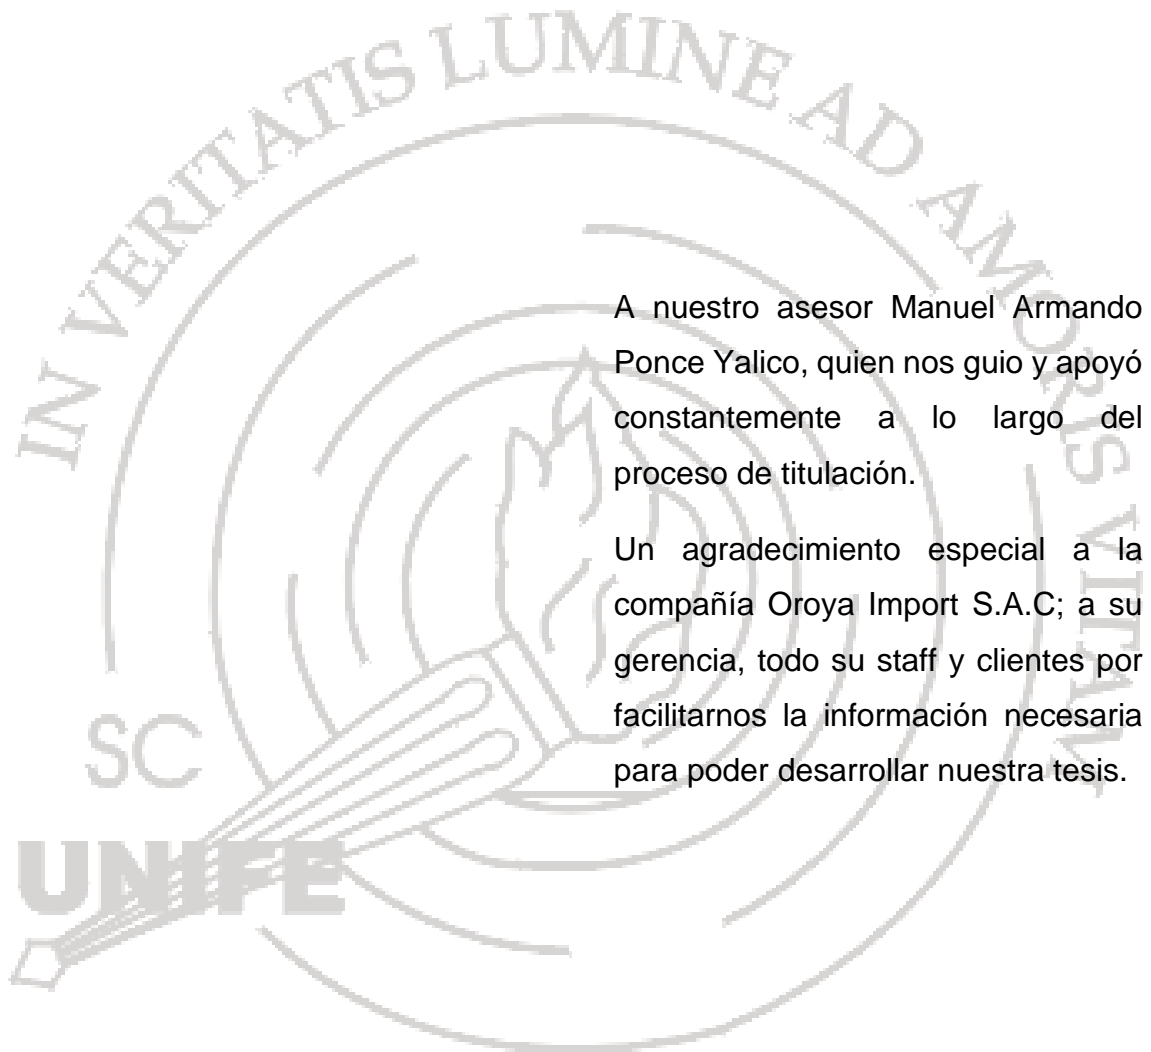 IN VERITATIS LUMINE AD AMORIS VITAM
A nuestro asesor Manuel Armando
Ponce Yalico, quien nos guio y apoyó
constantemente a lo largo del
proceso de titulación.
Un agradecimiento especial a la
compañía Oroya Import S.A.C; a su
gerencia, todo su staff y clientes por
facilitarnos la información necesaria
para poder desarrollar nuestra tesis.
SC
UNIFE